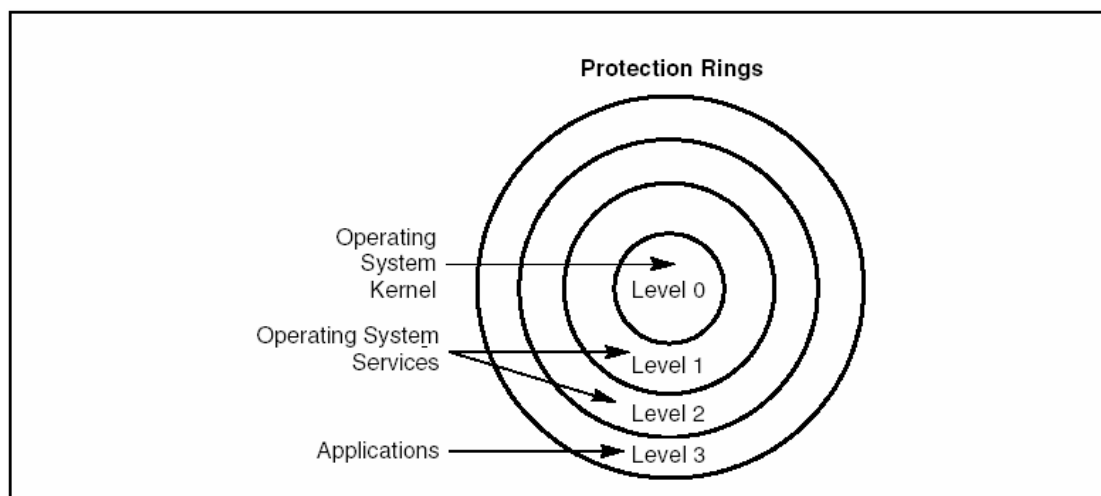 Protection Rings
Operating
System
Kernel
Level 0
Operating System
Services
Level 1
Level 2
Applications
Level 3